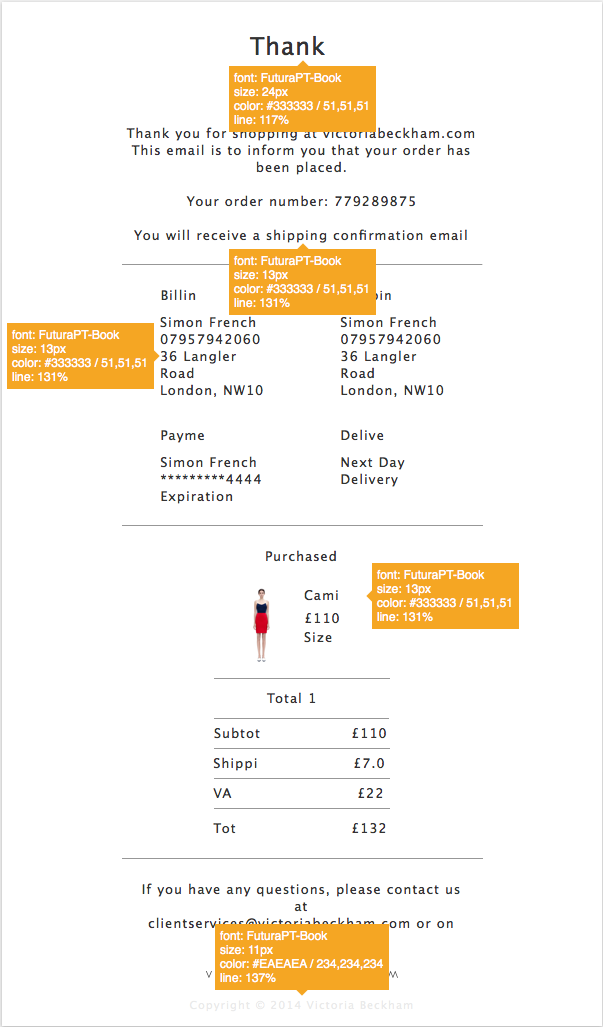 Thank
font: FuturaPT-Book
size: 24px
color: #333333 / 51,51,51
line: 117%
Thank you for shopping at victoriabeckham.com
This email is to inform you that your order has
been placed.
Your order number: 779289875
You will receive a shipping confirmation email
font: FuturaPT-Book
size: 13px
color: #333333 / 51,51,51
line: 131%
Billin
pin
font: FuturaPT-Book
size: 13px
color: #333333 / 51,51,51
line: 131%
Simon French
07957942060
36 Langler
Road
London, NW10
Simon French
07957942060
36 Langler
Road
London, NW10
Payme
Simon French
*********4444
Expiration
Delive
Next Day
Delivery
Purchased
Cami
£110
Size
font: FuturaPT-Book
size: 13px
color: #333333 / 51,51,51
line: 131%
Total 1
Subtot £110
Shippi £7.0
VA £22
Tot £132
If you have any questions, please contact us
at
clientservices@victoriabeckham.com or on
font: FuturaPT-Book
size: 11px
color: #EAEAEA / 234,234,234
line: 137%
V M
Copyright © 2014 Victoria Beckham